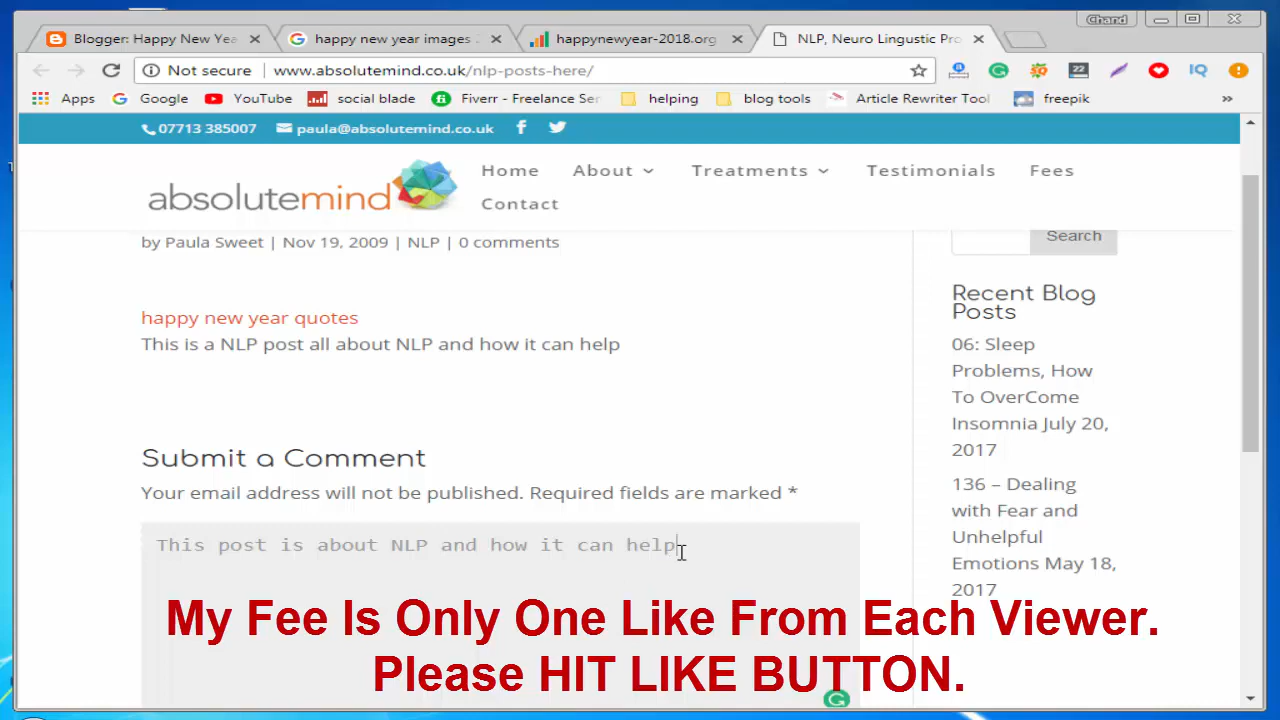 Chand
Blogger: Happy New Yea
happy new year images 2
happynewyear-2018.org
NLP, Neuro Lingustic Pro
Not secure
www.absolutemind.co.uk/nlp-posts-here/
22
IQ
Apps
Google
YouTube
social blade
Fiverr - Freelance Ser
helping
blog tools
Article Rewriter Tool
freepik
»
07713 385007
paula@absolutemind.co.uk
absolutemind
Home
About
Treatments
Testimonials
Fees
Contact
by Paula Sweet | Nov 19, 2009 | NLP | 0 comments
Search
happy new year quotes
This is a NLP post all about NLP and how it can help
Recent Blog
Posts
06: Sleep
Problems, How
To OverCome
Insomnia July 20,
2017
136 – Dealing
with Fear and
Unhelpful
Emotions May 18,
2017
Submit a Comment
Your email address will not be published. Required fields are marked *
This post is about NLP and how it can help
My Fee Is Only One Like From Each Viewer.
Please HIT LIKE BUTTON.